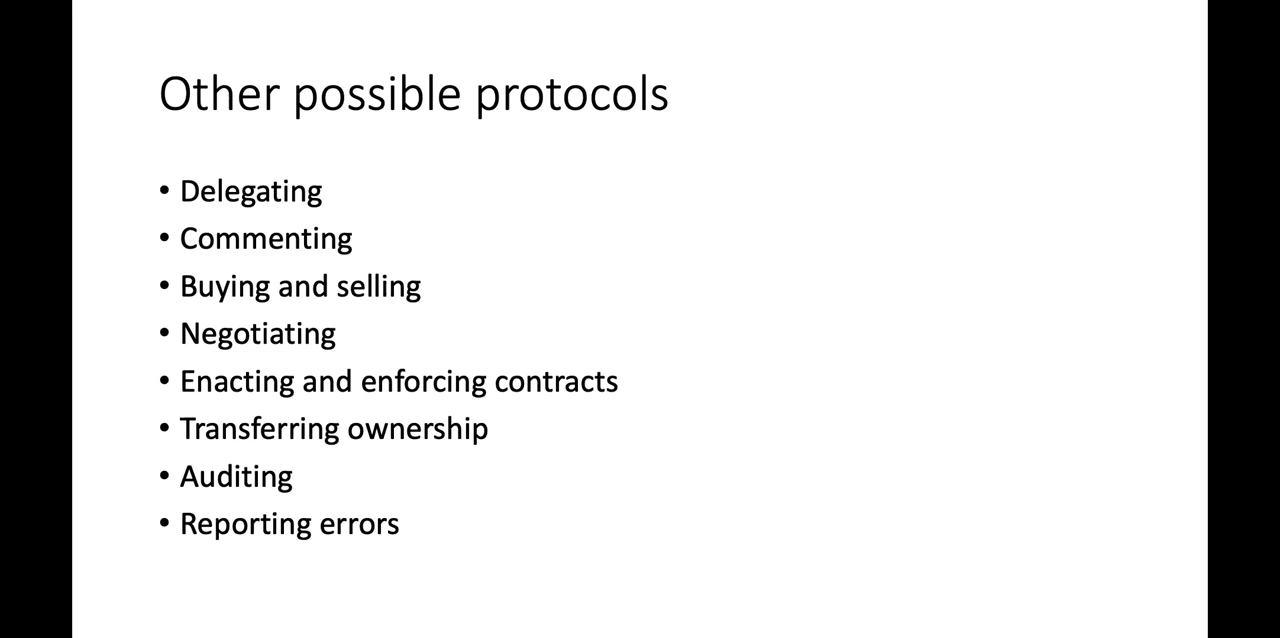 Other possible protocols
• Delegating
• Commenting
• Buying and selling
• Negotiating
• Enacting and enforcing contracts
• Transferring ownership
• Auditing
• Reporting errors